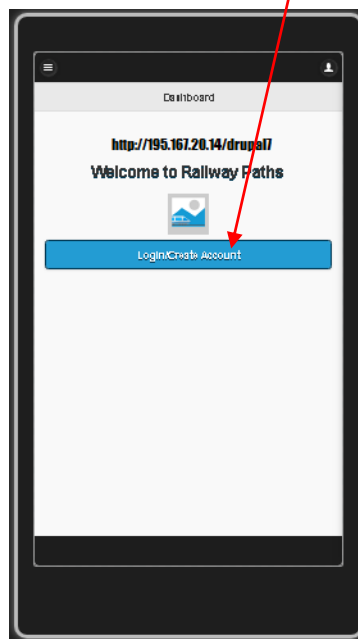 Dashboard
http://195.167.20.14/drupal7
Welcome to Railway Paths
Login/Create Account